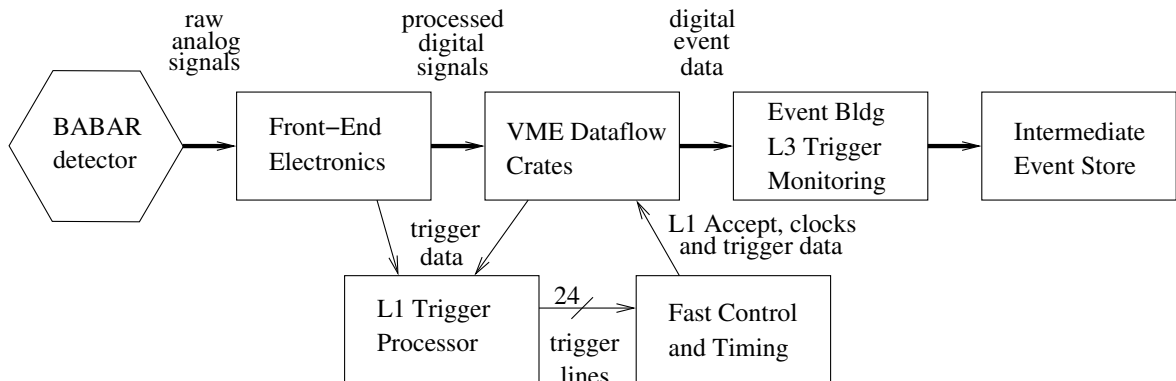 raw
analog
signals
processed
digital
signals
digital
event
data
BABAR
detector
Front−End
Electronics
VME Dataflow
Crates
Event Bldg
L3 Trigger
Monitoring
Intermediate
Event Store
trigger
data
L1 Accept, clocks
and trigger data
L1 Trigger
Processor
24
trigger
lines
Fast Control
and Timing